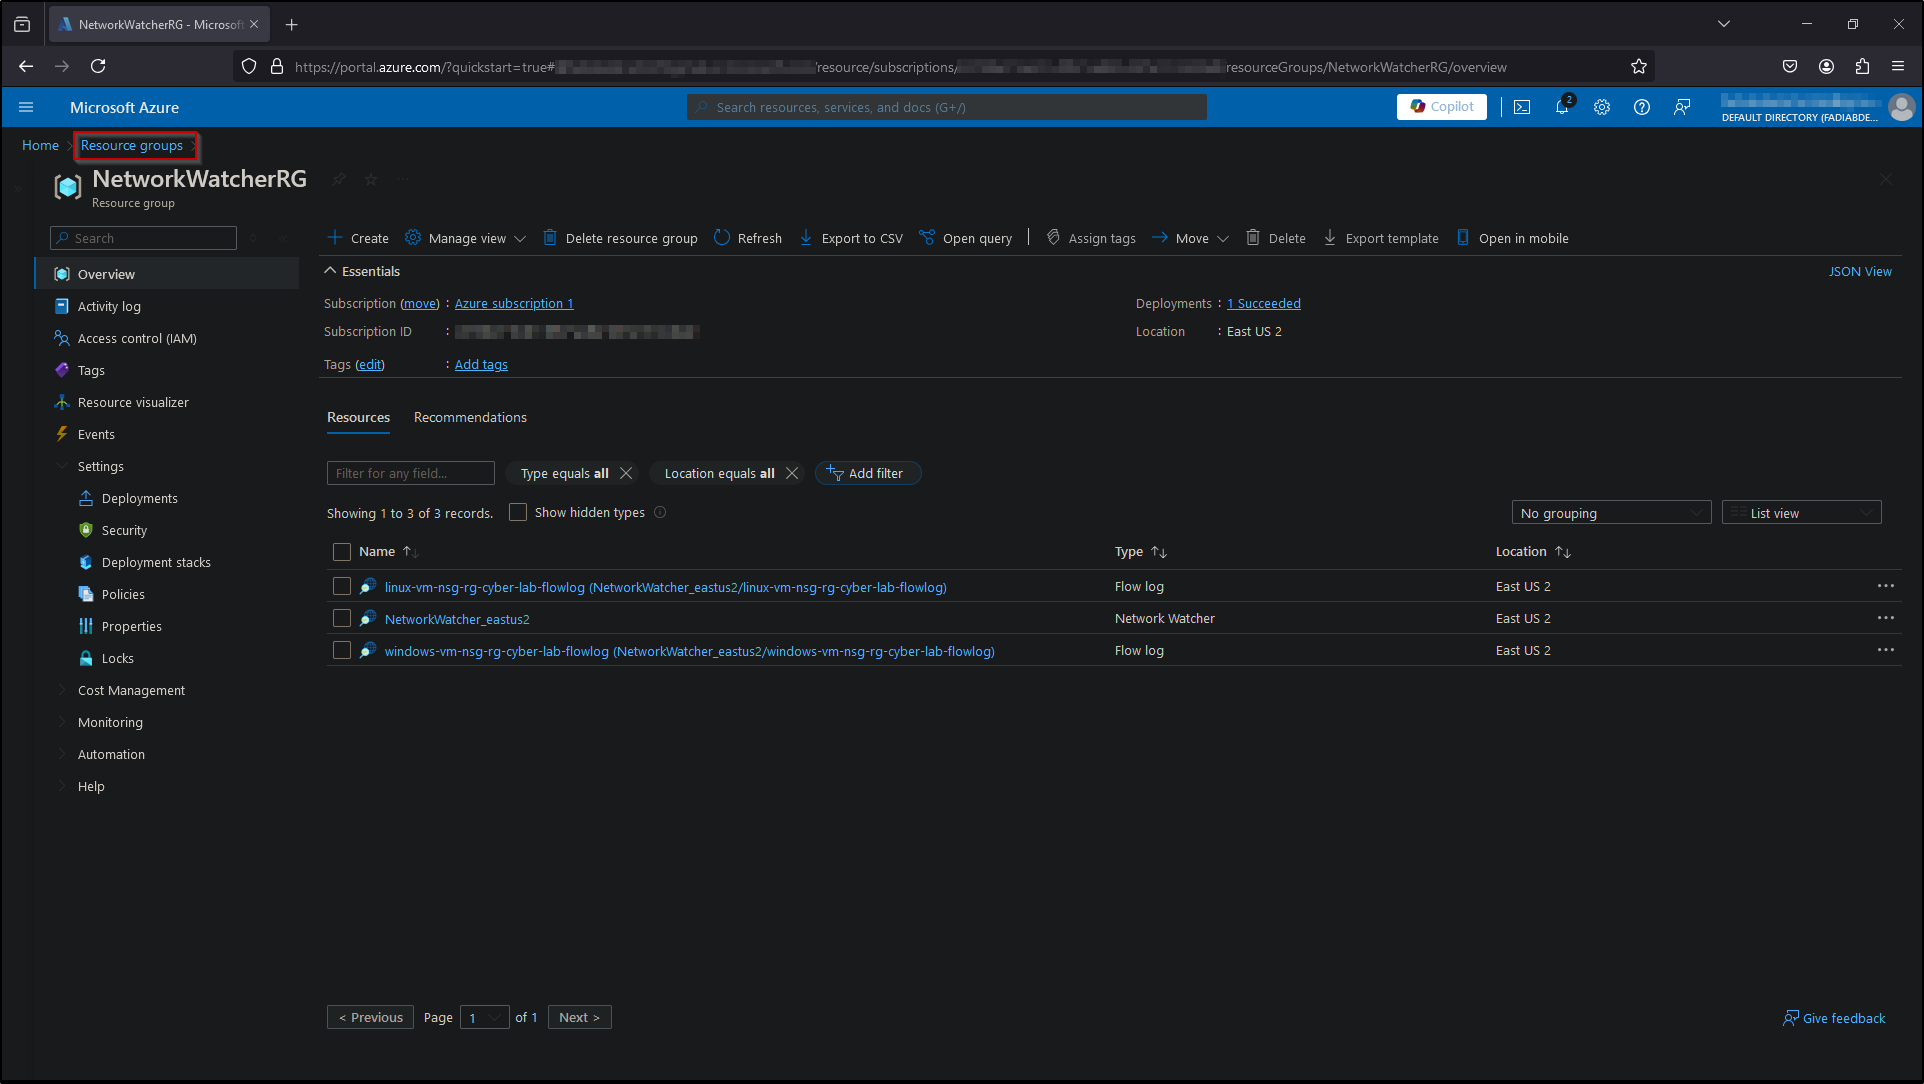 NetworkWatcherRG - Microsoft
https://portal.azure.com/?quickstart=true# /resource/subscriptions/ resourceGroups/NetworkWatcherRG/overview
Microsoft Azure
Search resources, services, and docs (G+/)
Copilot
2
DEFAULT DIRECTORY (FADIABDE...
Home > Resource groups >
NetworkWatcherRG
Resource group
Search
Create Manage view Delete resource group Refresh Export to CSV Open query Assign tags Move Delete Export template Open in mobile
Overview
Activity log
Access control (IAM)
Tags
Resource visualizer
Events
Settings
Deployments
Security
Deployment stacks
Policies
Properties
Locks
Cost Management
Monitoring
Automation
Help
Essentials
JSON View
Subscription (move) : Azure subscription 1
Deployments : 1 Succeeded
Subscription ID :
Location : East US 2
Tags (edit) : Add tags
Resources Recommendations
Filter for any field... Type equals all Location equals all Add filter
Showing 1 to 3 of 3 records. Show hidden types
No grouping List view
Name Type Location
linux-vm-nsg-rg-cyber-lab-flowlog (NetworkWatcher_eastus2/linux-vm-nsg-rg-cyber-lab-flowlog) Flow log East US 2
NetworkWatcher_eastus2 Network Watcher East US 2
windows-vm-nsg-rg-cyber-lab-flowlog (NetworkWatcher_eastus2/windows-vm-nsg-rg-cyber-lab-flowlog) Flow log East US 2
< Previous Page 1 of 1 Next >
Give feedback